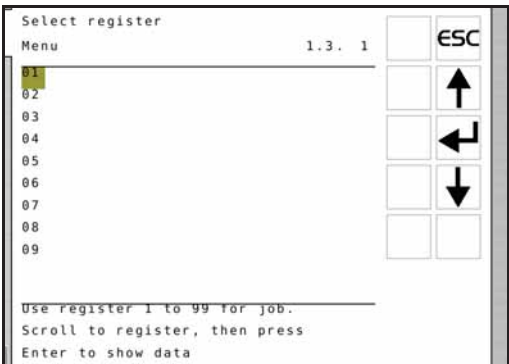 Select register
Menu 1.3. 1
ESC
01
02
03
04
05
06
07
08
09
Use register 1 to 99 for job.
Scroll to register, then press
Enter to show data